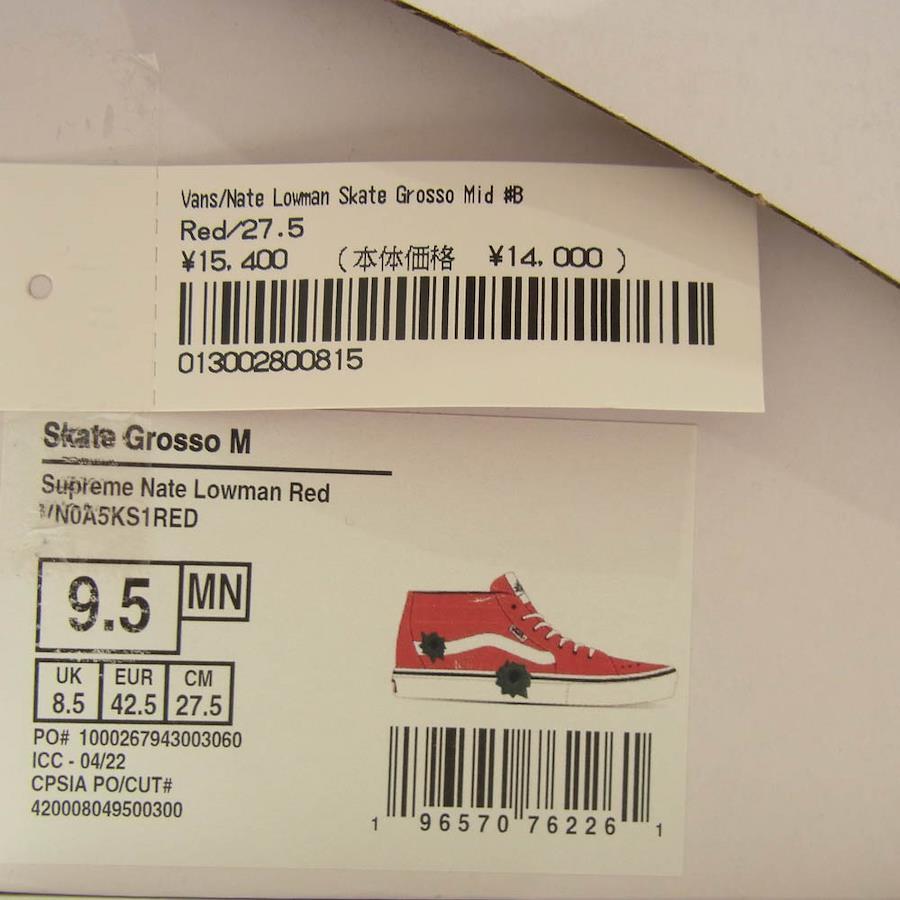 Vans/Nate Lowman Skate Grosso Mid #B
Red/27.5
¥15,400 (本体価格 ¥14,000 )
013002800815
Skate Grosso M
Supreme Nate Lowman Red
VN0A5KS1RED
9.5 MN
UK EUR CM
8.5 42.5 27.5
PO# 1000267943003060
ICC - 04/22
CPSIA PO/CUT#
420008049500300
1 96570 76226 1